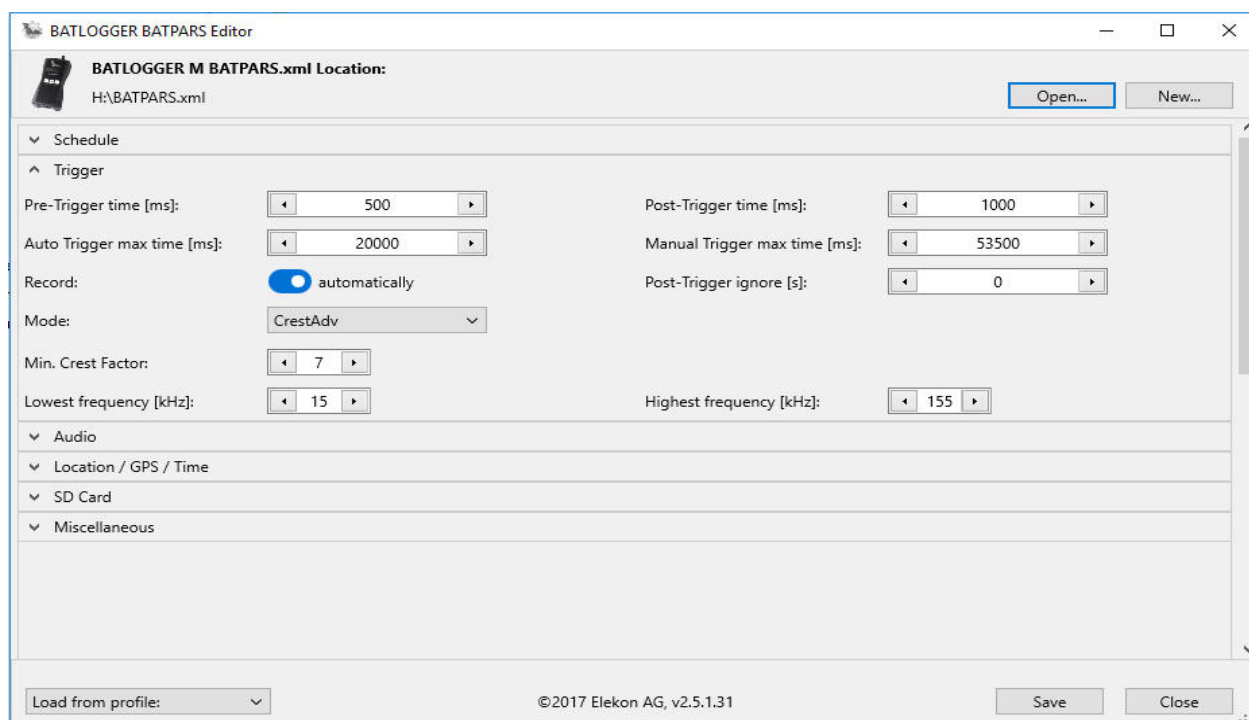 BATLOGGER BATPARS Editor
BATLOGGER M BATPARS.xml Location:
H:\BATPARS.xml
Open...
New...
Schedule
Trigger
Pre-Trigger time [ms]: 500 Post-Trigger time [ms]: 1000
Auto Trigger max time [ms]: 20000 Manual Trigger max time [ms]: 53500
Record: automatically Post-Trigger ignore [s]: 0
Mode: CrestAdv
Min. Crest Factor: 7
Lowest frequency [kHz]: 15 Highest frequency [kHz]: 155
Audio
Location / GPS / Time
SD Card
Miscellaneous
Load from profile: ©2017 Elekon AG, v2.5.1.31 Save Close